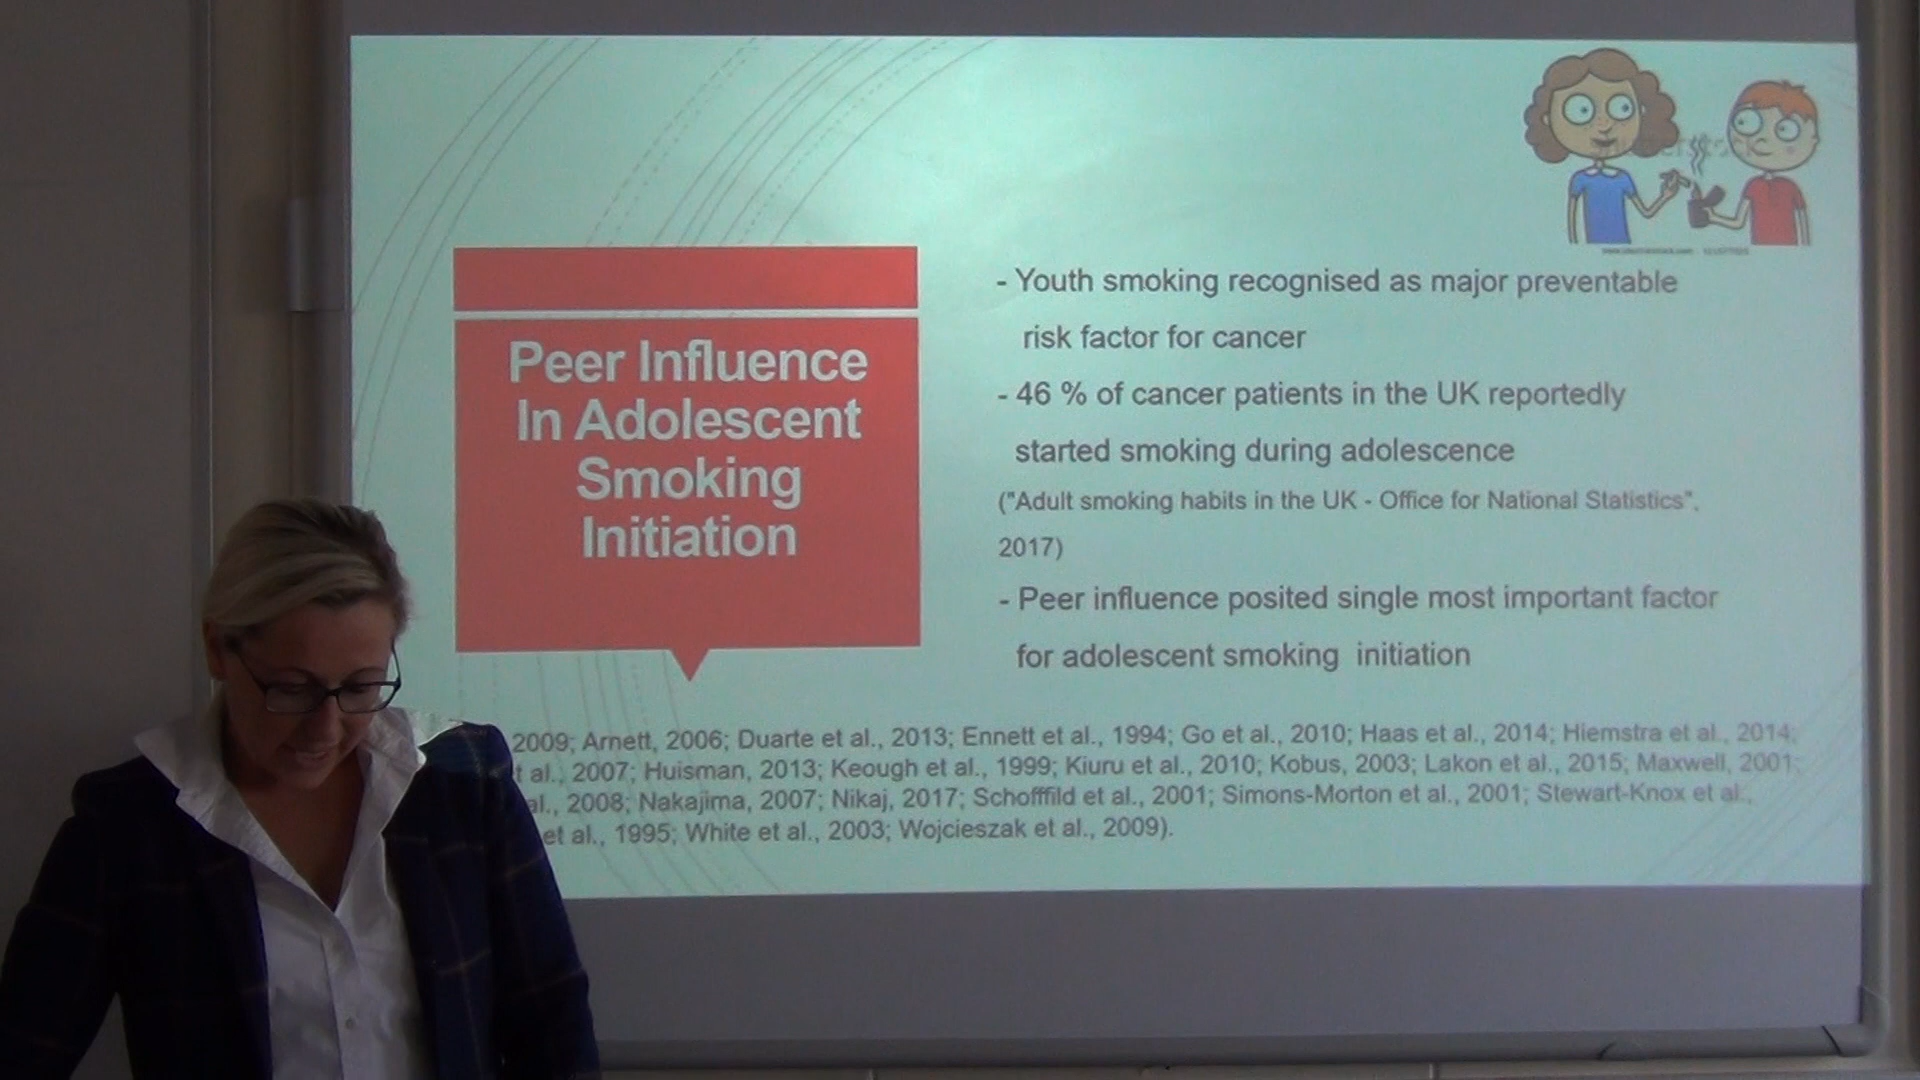 Peer Influence
In Adolescent
Smoking
Initiation
- Youth smoking recognised as major preventable
risk factor for cancer
- 46 % of cancer patients in the UK reportedly
started smoking during adolescence
("Adult smoking habits in the UK - Office for National Statistics",
2017)
- Peer influence posited single most important factor
for adolescent smoking initiation
2009; Arnett, 2006; Duarte et al., 2013; Ennett et al., 1994; Go et al., 2010; Haas et al., 2014; Hiemstra et al., 2014;
t al., 2007; Huisman, 2013; Keough et al., 1999; Kiuru et al., 2010; Kobus, 2003; Lakon et al., 2015; Maxwell, 2001;
al., 2008; Nakajima, 2007; Nikaj, 2017; Schofffild et al., 2001; Simons-Morton et al., 2001; Stewart-Knox et al.,
et al., 1995; White et al., 2003; Wojcieszak et al., 2009).